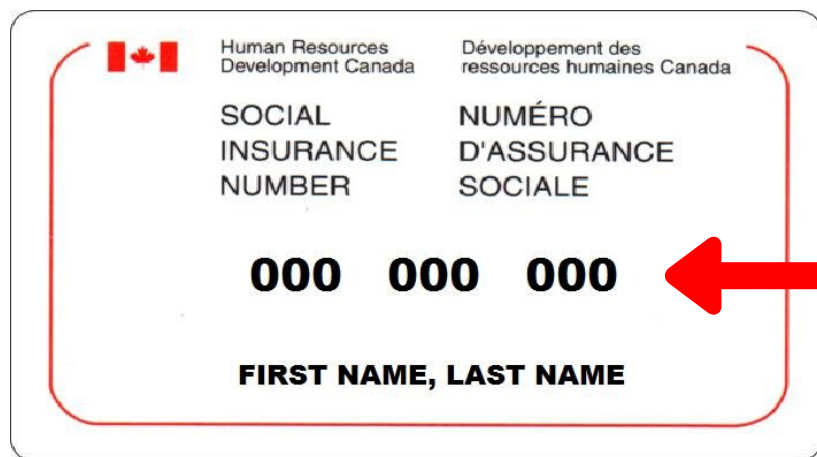 Human Resources
Development Canada
Développement des
ressources humaines Canada
SOCIAL
INSURANCE
NUMBER
NUMÉRO
D'ASSURANCE
SOCIALE
000 000 000
FIRST NAME, LAST NAME